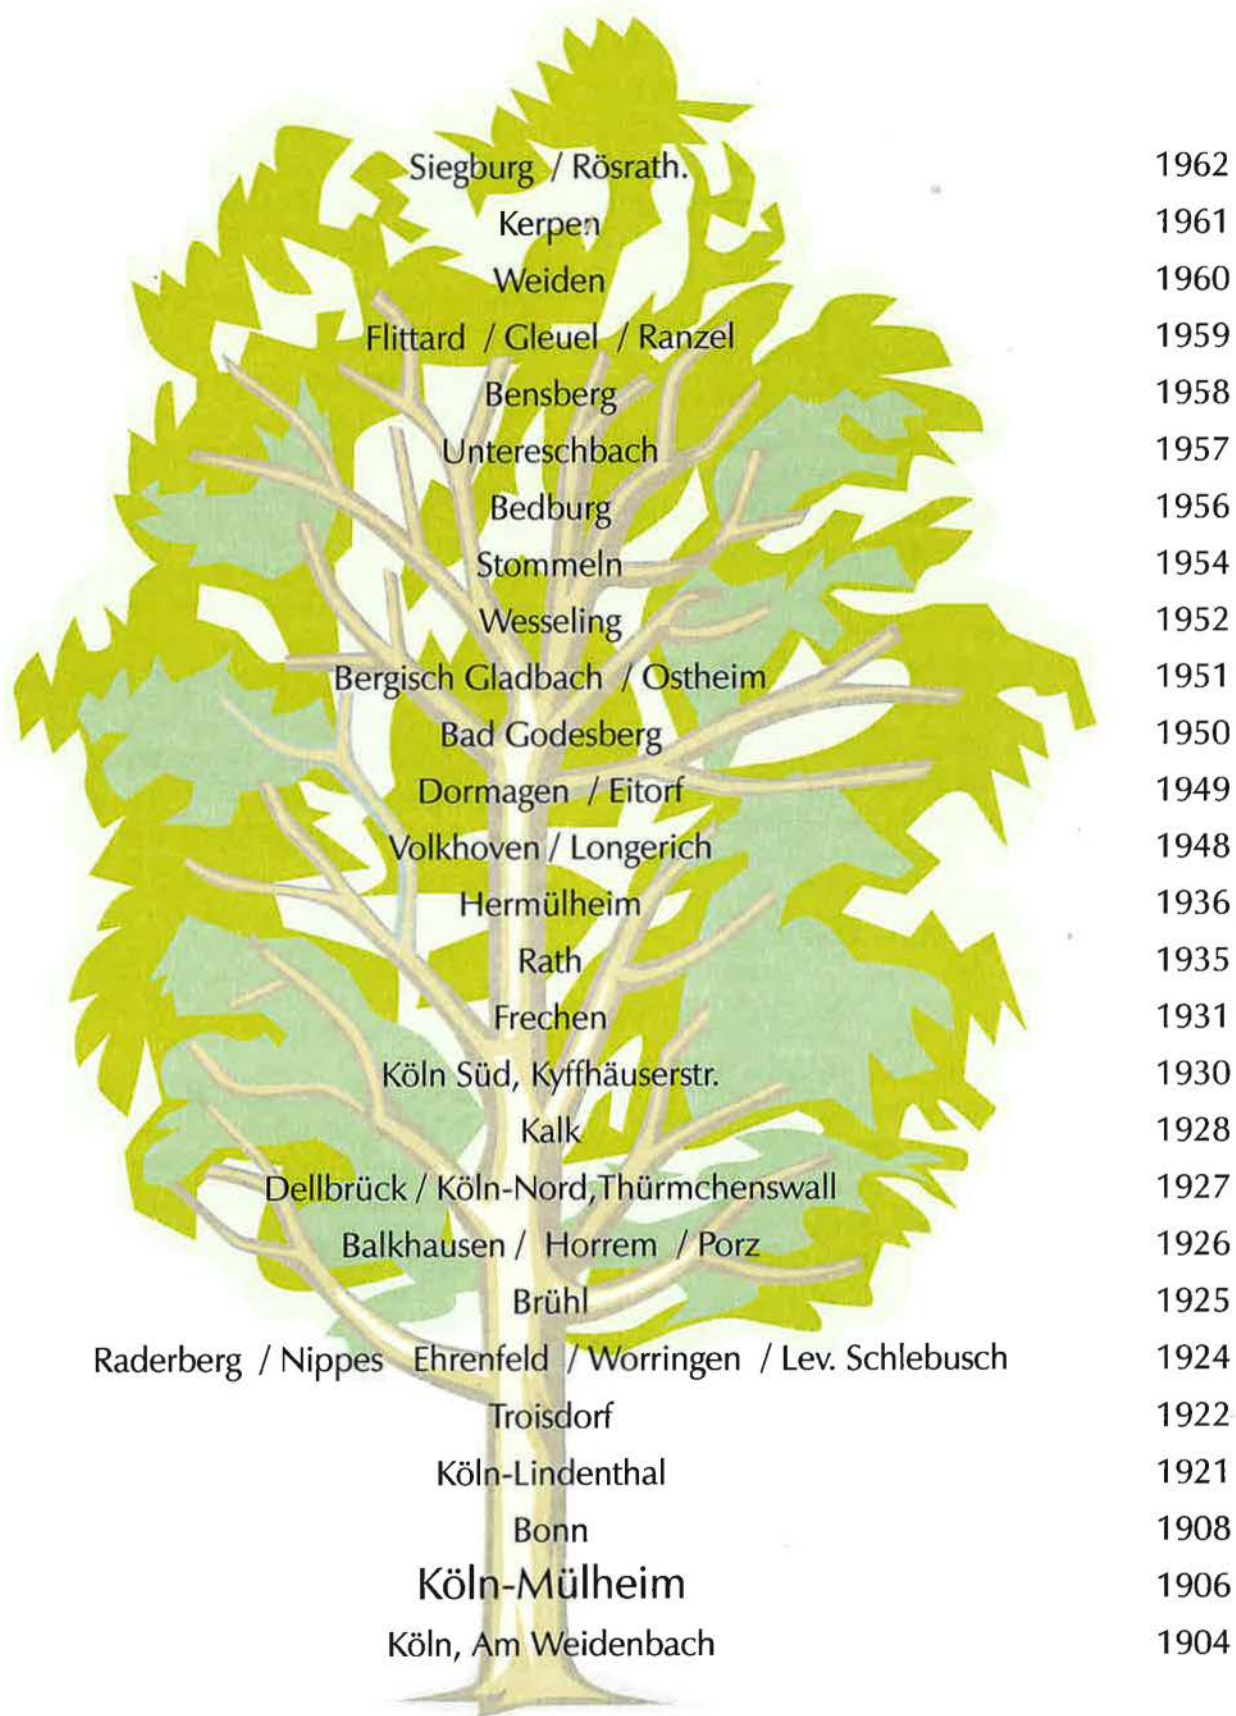 Siegburg / Rösrath. 1962
Kerpen 1961
Weiden 1960
Flittard / Gleuel / Ranzel 1959
Bensberg 1958
Untereschbach 1957
Bedburg 1956
Stommeln 1954
Wesseling 1952
Bergisch Gladbach / Ostheim 1951
Bad Godesberg 1950
Dormagen / Eitorf 1949
Volkhoven / Longerich 1948
Hermülheim 1936
Rath 1935
Frechen 1931
Köln Süd, Kyffhäuserstr. 1930
Kalk 1928
Dellbrück / Köln-Nord,Thürmchenswall 1927
Balkhausen / Horrem / Porz 1926
Brühl 1925
Raderberg / Nippes Ehrenfeld / Worringen / Lev. Schlebusch 1924
Troisdorf 1922
Köln-Lindenthal 1921
Bonn 1908
Köln-Mülheim 1906
Köln, Am Weidenbach 1904